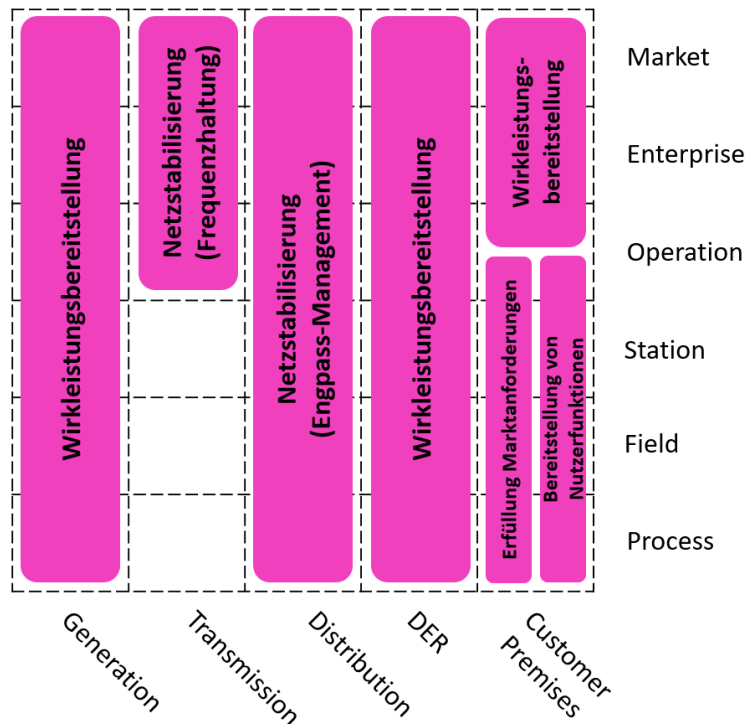 Wirkleistungsbereitstellung
Netzstabilisierung
(Frequenzhaltung)
Netzstabilisierung
(Engpass-Management)
Wirkleistungsbereitstellung
Wirkleistungs-
bereitstellung
Erfüllung Marktanforderungen
Bereitstellung von
Nutzerfunktionen
Market
Enterprise
Operation
Station
Field
Process
Generation
Transmission
Distribution
DER
Customer
Premises